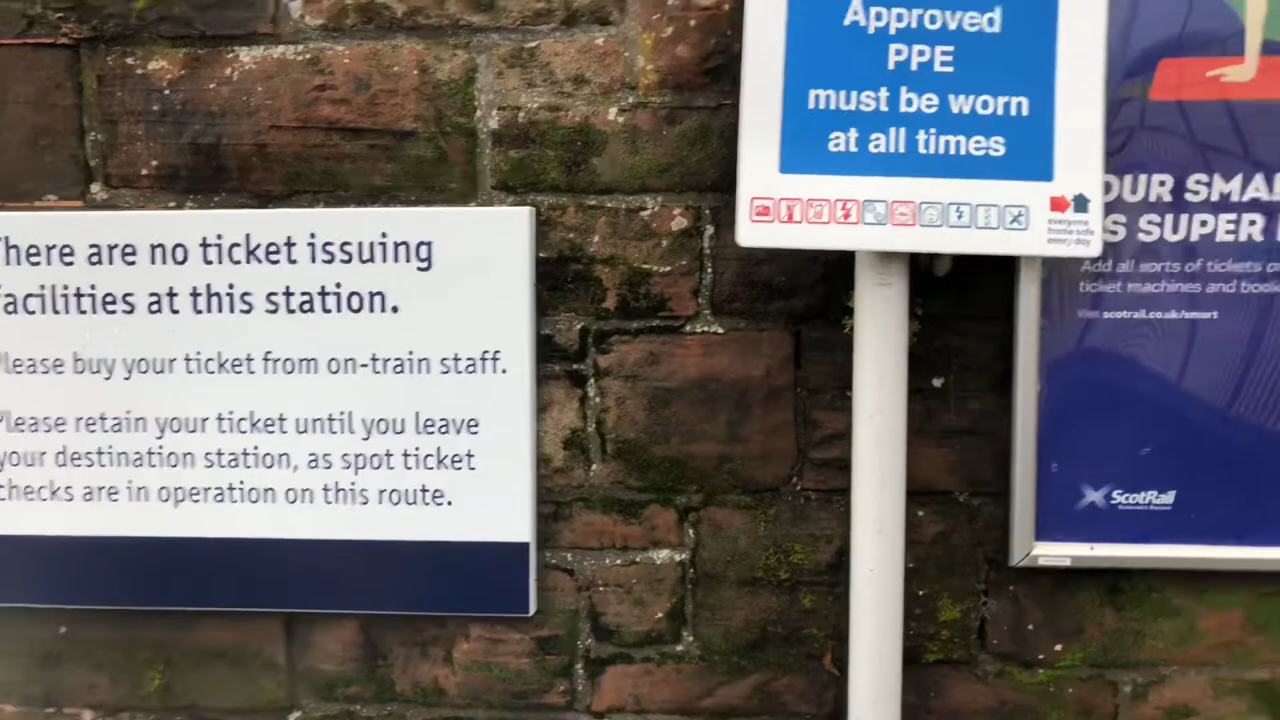 here are no ticket issuing
facilities at this station.
Please buy your ticket from on-train staff.
Please retain your ticket until you leave
your destination station, as spot ticket
checks are in operation on this route.
Approved
PPE
must be worn
at all times
everyone
home safe
every day
OUR SMA
S SUPER
Add all sorts of tickets
ticket machines and
Visit scotrail.co.uk/smart
ScotRail